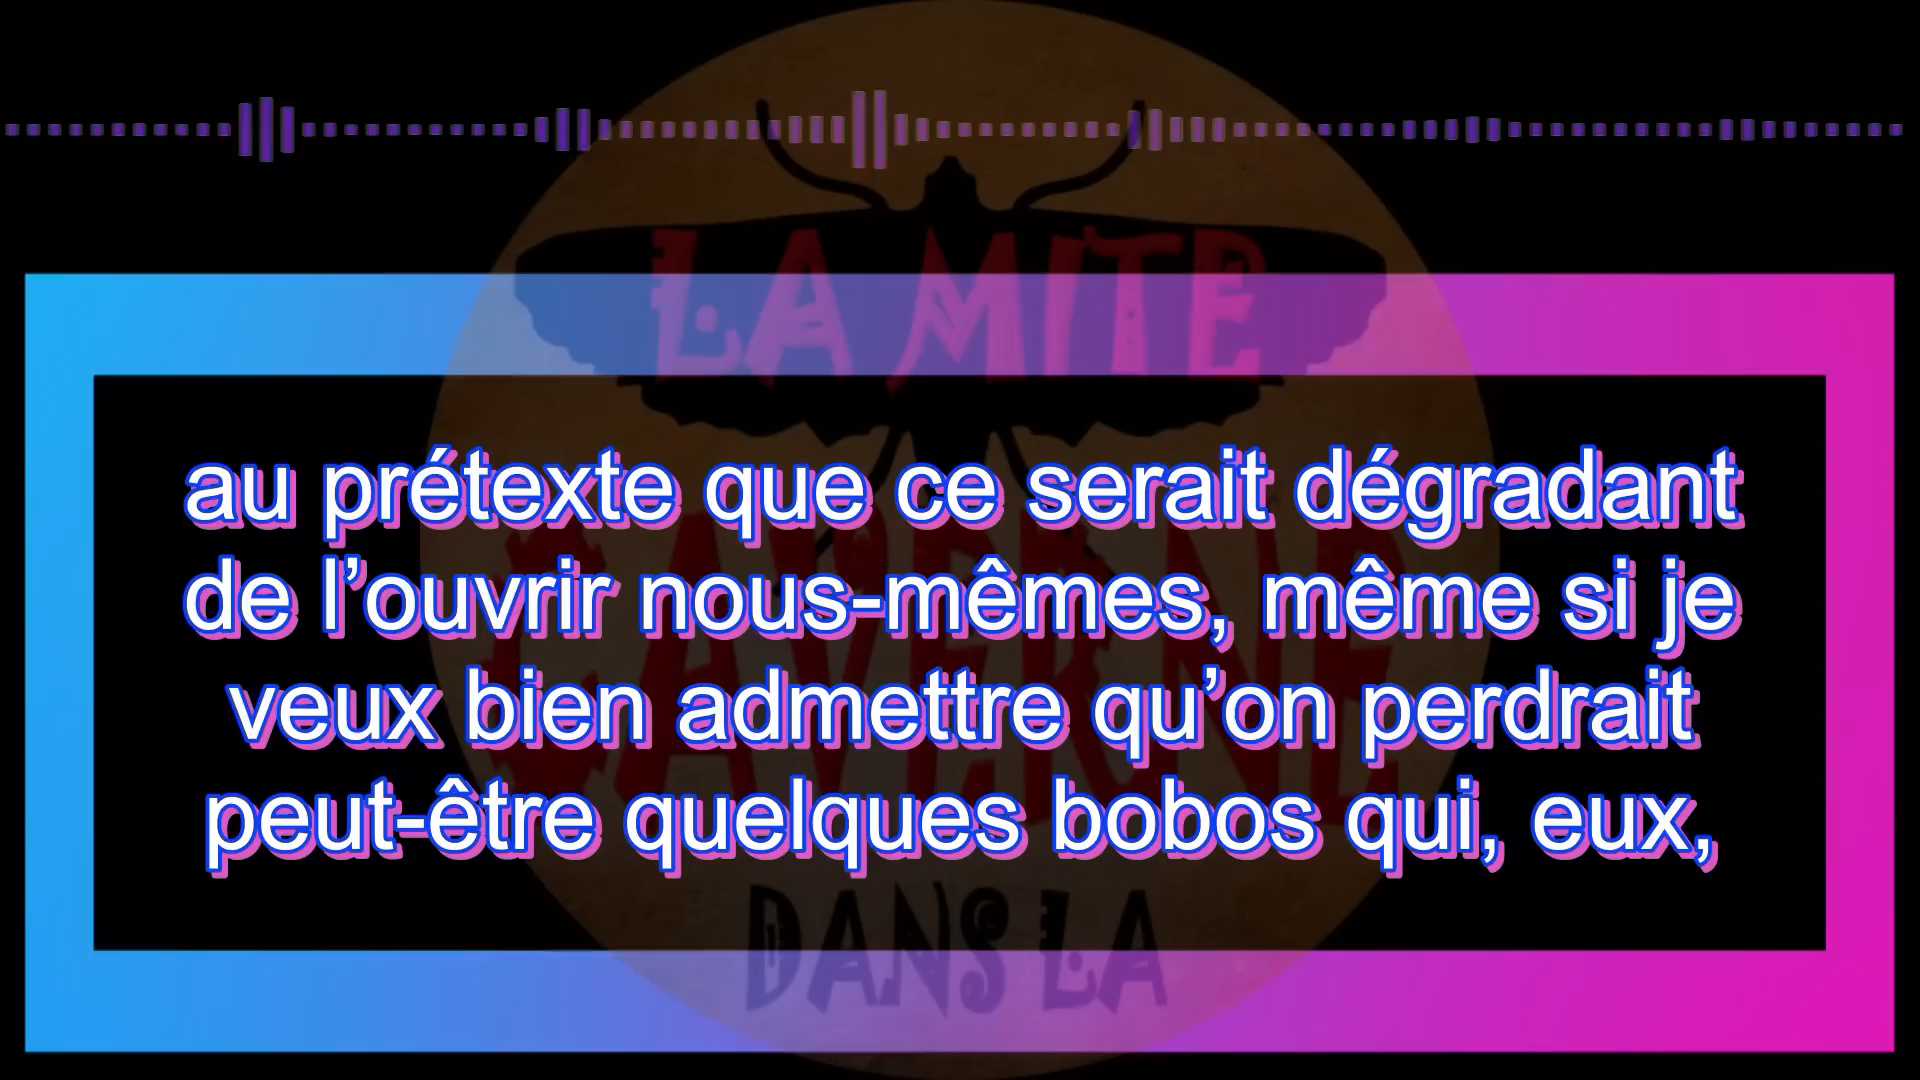 LA MITE
au prétexte que ce serait dégradant
de l’ouvrir nous-mêmes, même si je
veux bien admettre qu’on perdrait
peut-être quelques bobos qui, eux,
CAVERNE
DANS LA